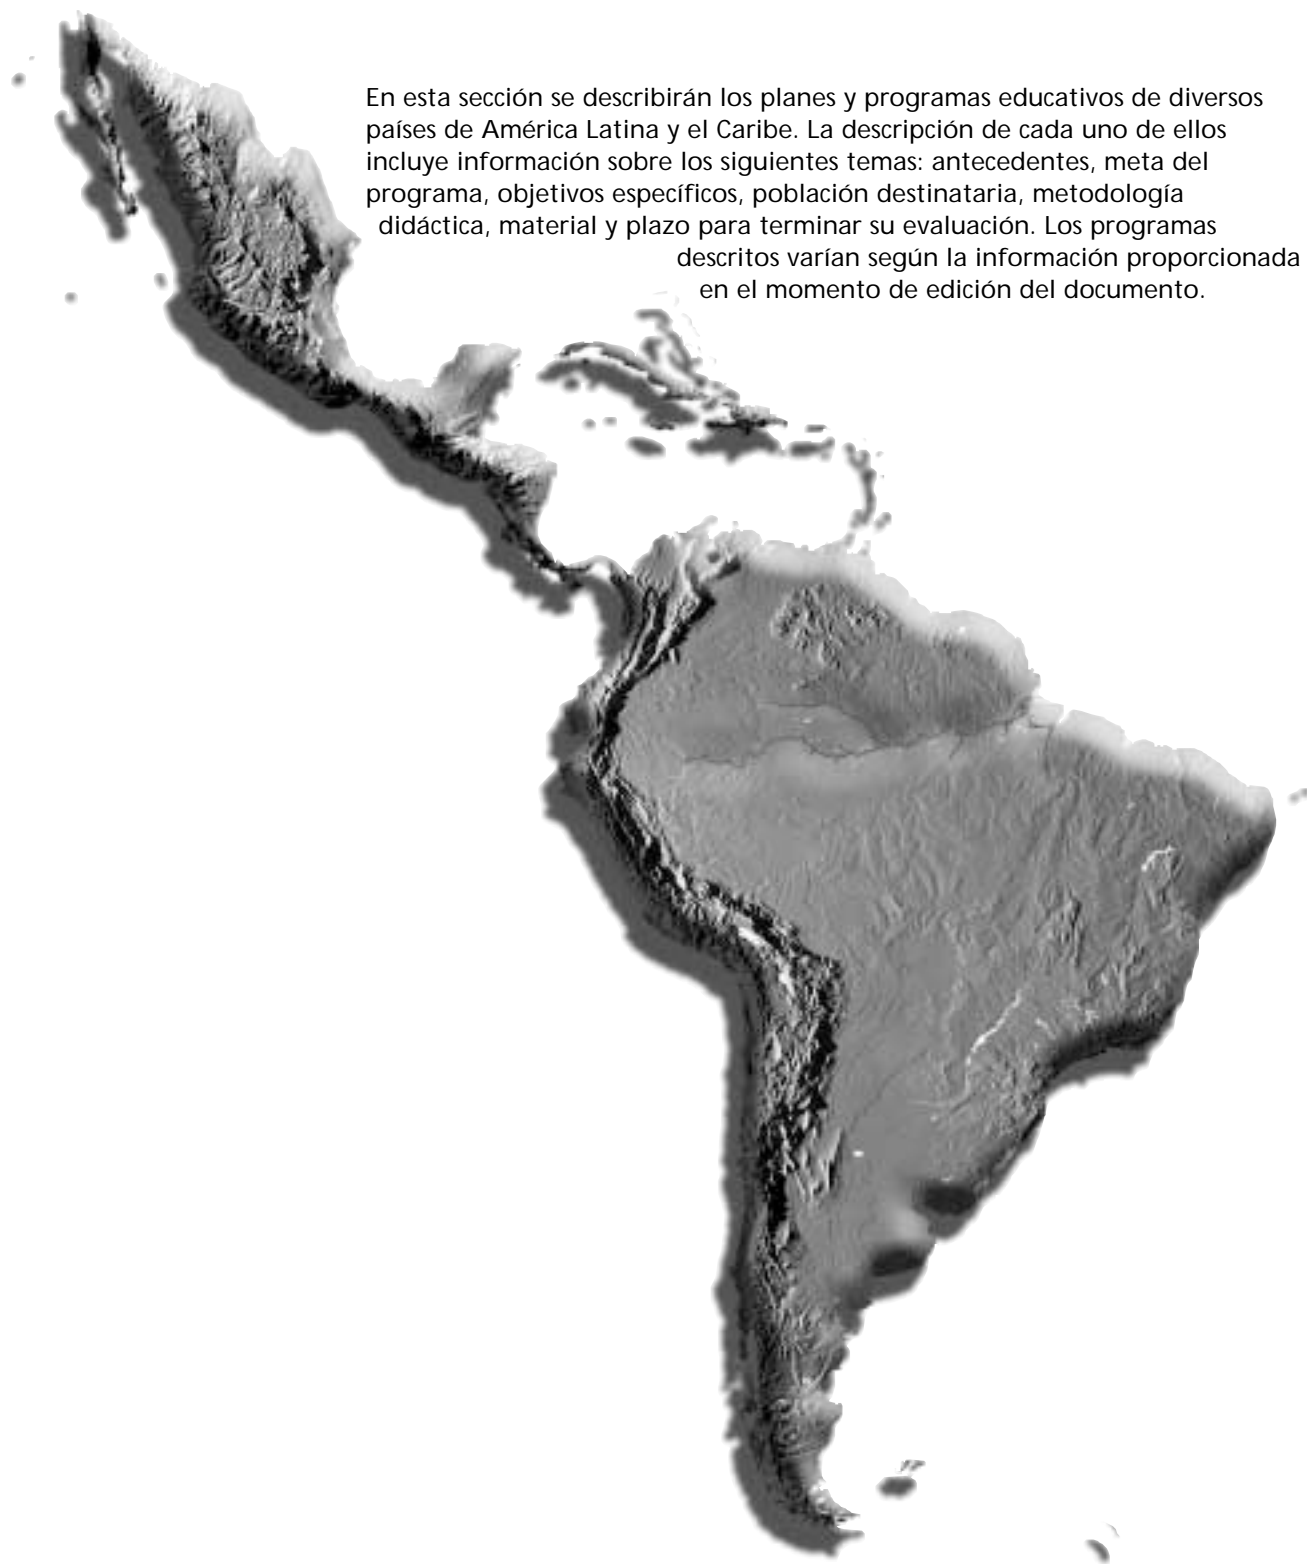 En esta sección se describirán los planes y programas educativos de diversos
países de América Latina y el Caribe. La descripción de cada uno de ellos
incluye información sobre los siguientes temas: antecedentes, meta del
programa, objetivos específicos, población destinataria, metodología
didáctica, material y plazo para terminar su evaluación. Los programas
descritos varían según la información proporcionada
en el momento de edición del documento.